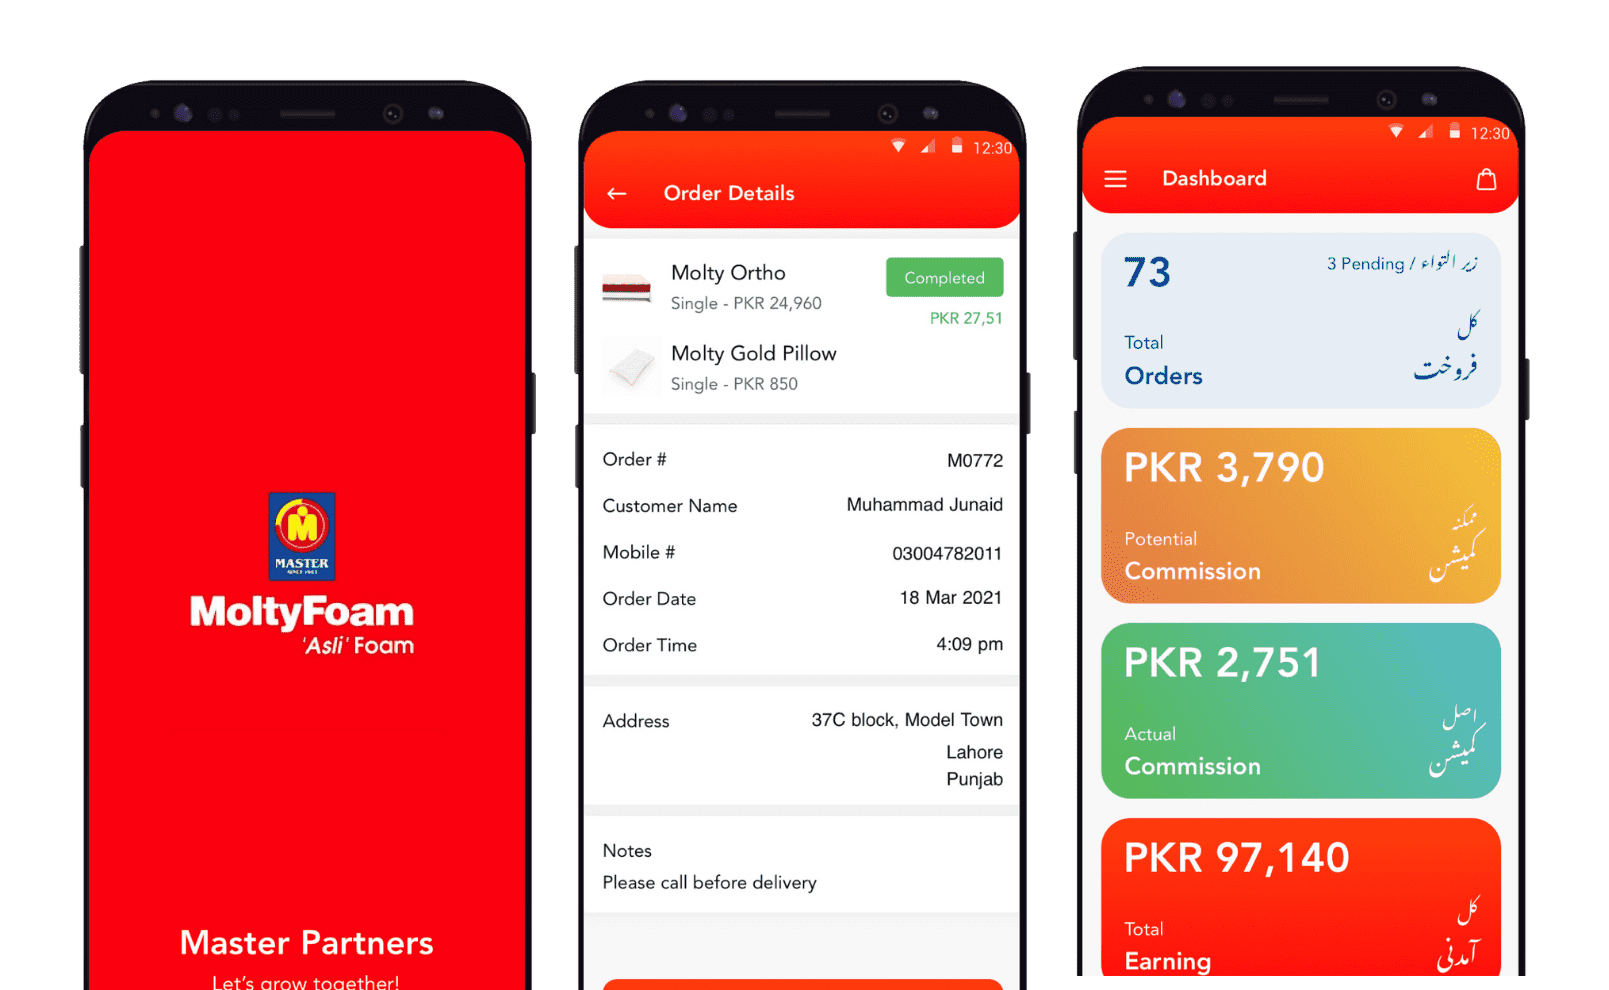 MASTER
SINCE 1963
MoltyFoam
'Asli' Foam
Master Partners
Let's grow together!
12:30
Order Details
Molty Ortho
Completed
Single - PKR 24,960
PKR 27,51
Molty Gold Pillow
Single - PKR 850
Order # M0772
Customer Name Muhammad Junaid
Mobile # 03004782011
Order Date 18 Mar 2021
Order Time 4:09 pm
Address 37C block, Model Town
Lahore
Punjab
Notes
Please call before delivery
12:30
Dashboard
73
3 Pending / زیر التواء
کل
Total
Orders فروخت
PKR 3,790
ممکنہ
Potential
Commission کمیشن
PKR 2,751
اصل
Actual
Commission کمیشن
PKR 97,140
کل
Total
Earning آمدنی